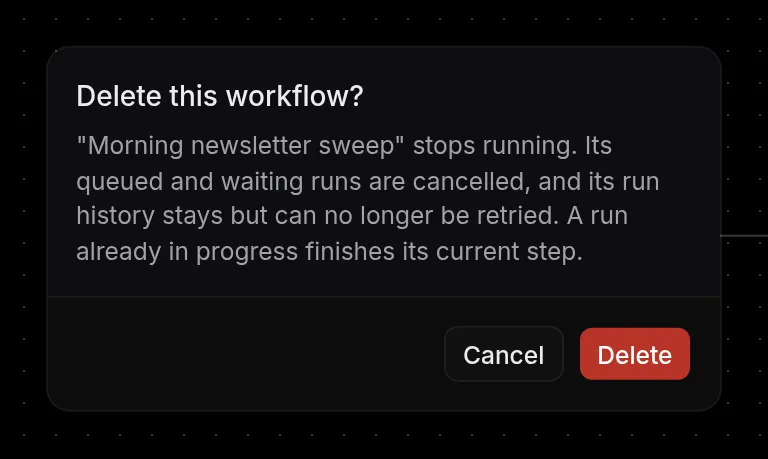 Delete this workflow?
"Morning newsletter sweep" stops running. Its
queued and waiting runs are cancelled, and its run
history stays but can no longer be retried. A run
already in progress finishes its current step.
Cancel
Delete